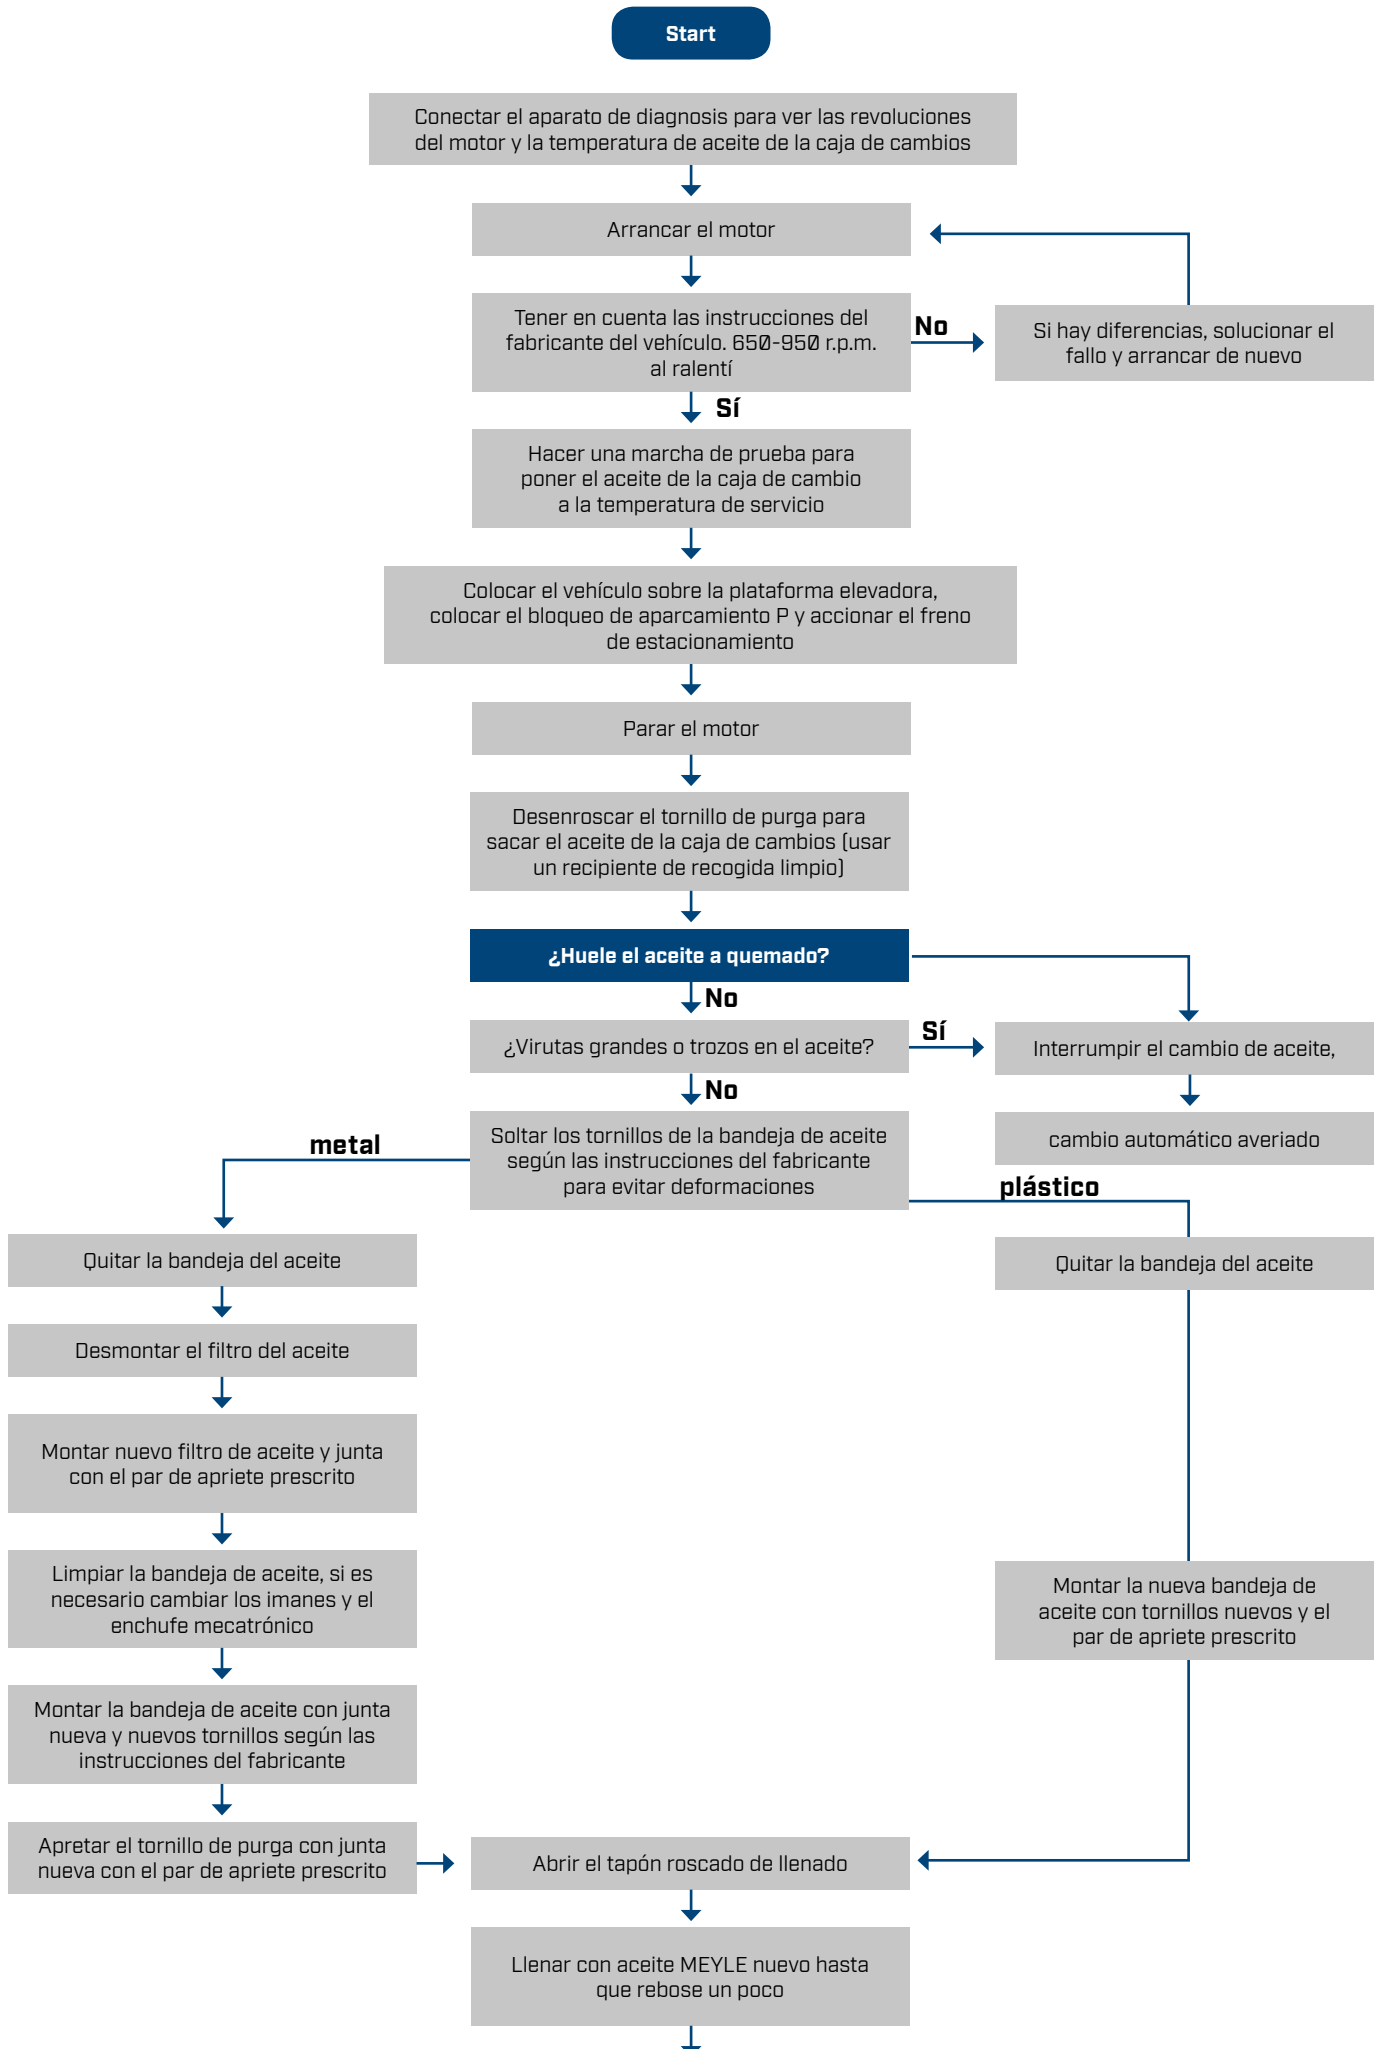 Start
Conectar el aparato de diagnosis para ver las revoluciones
del motor y la temperatura de aceite de la caja de cambios
Arrancar el motor
Tener en cuenta las instrucciones del
fabricante del vehículo. 650-950 r.p.m.
al ralentí
No
Si hay diferencias, solucionar el
fallo y arrancar de nuevo
Sí
Hacer una marcha de prueba para
poner el aceite de la caja de cambio
a la temperatura de servicio
Colocar el vehículo sobre la plataforma elevadora,
colocar el bloqueo de aparcamiento P y accionar el freno
de estacionamiento
Parar el motor
Desenroscar el tornillo de purga para
sacar el aceite de la caja de cambios (usar
un recipiente de recogida limpio)
¿Huele el aceite a quemado?
No
¿Virutas grandes o trozos en el aceite?
Sí
Interrumpir el cambio de aceite,
No
cambio automático averiado
Soltar los tornillos de la bandeja de aceite
según las instrucciones del fabricante
para evitar deformaciones
metal
plástico
Quitar la bandeja del aceite
Quitar la bandeja del aceite
Desmontar el filtro del aceite
Montar nuevo filtro de aceite y junta
con el par de apriete prescrito
Limpiar la bandeja de aceite, si es
necesario cambiar los imanes y el
enchufe mecatrónico
Montar la nueva bandeja de
aceite con tornillos nuevos y el
par de apriete prescrito
Montar la bandeja de aceite con junta
nueva y nuevos tornillos según las
instrucciones del fabricante
Apretar el tornillo de purga con junta
nueva con el par de apriete prescrito
Abrir el tapón roscado de llenado
Llenar con aceite MEYLE nuevo hasta
que rebose un poco